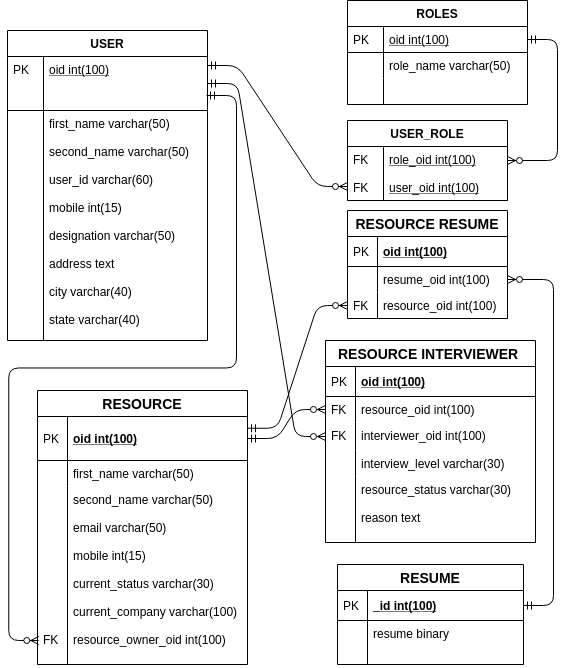 USER
PK oid int(100)
first_name varchar(50)
second_name varchar(50)
user_id varchar(60)
mobile int(15)
designation varchar(50)
address text
city varchar(40)
state varchar(40)
ROLES
PK oid int(100)
role_name varchar(50)
USER_ROLE
FK role_oid int(100)
FK user_oid int(100)
RESOURCE RESUME
PK oid int(100)
resume_oid int(100)
FK resource_oid int(100)
RESOURCE INTERVIEWER
PK oid int(100)
FK resource_oid int(100)
FK interviewer_oid int(100)
interview_level varchar(30)
resource_status varchar(30)
reason text
RESOURCE
PK oid int(100)
first_name varchar(50)
second_name varchar(50)
email varchar(50)
mobile int(15)
current_status varchar(30)
current_company varchar(100)
FK resource_owner_oid int(100)
RESUME
PK _id int(100)
resume binary